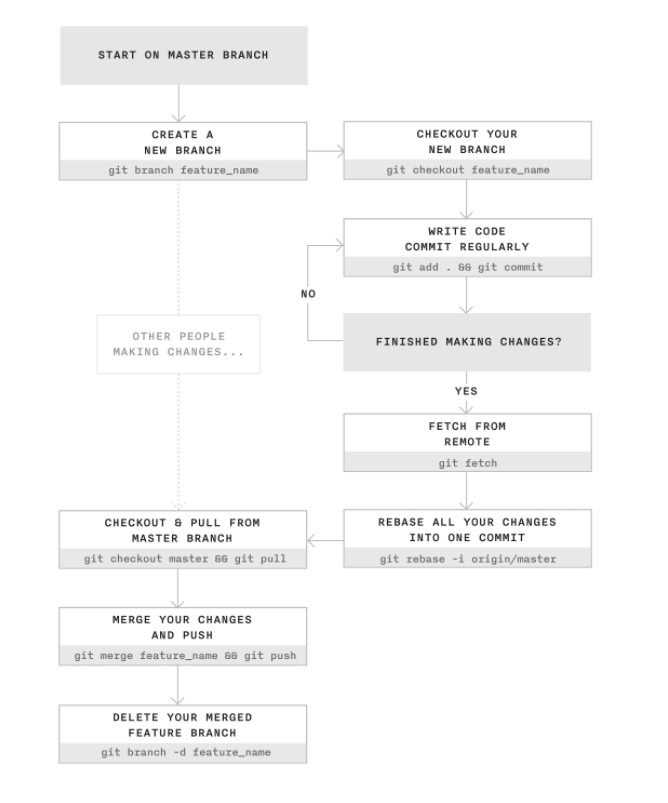 START ON MASTER BRANCH
CREATE A
NEW BRANCH
git branch feature_name
CHECKOUT YOUR
NEW BRANCH
git checkout feature_name
WRITE CODE
COMMIT REGULARLY
git add . && git commit
NO
OTHER PEOPLE
MAKING CHANGES...
FINISHED MAKING CHANGES?
YES
FETCH FROM
REMOTE
git fetch
REBASE ALL YOUR CHANGES
INTO ONE COMMIT
git rebase -i origin/master
CHECKOUT & PULL FROM
MASTER BRANCH
git checkout master && git pull
MERGE YOUR CHANGES
AND PUSH
git merge feature_name && git push
DELETE YOUR MERGED
FEATURE BRANCH
git branch -d feature_name